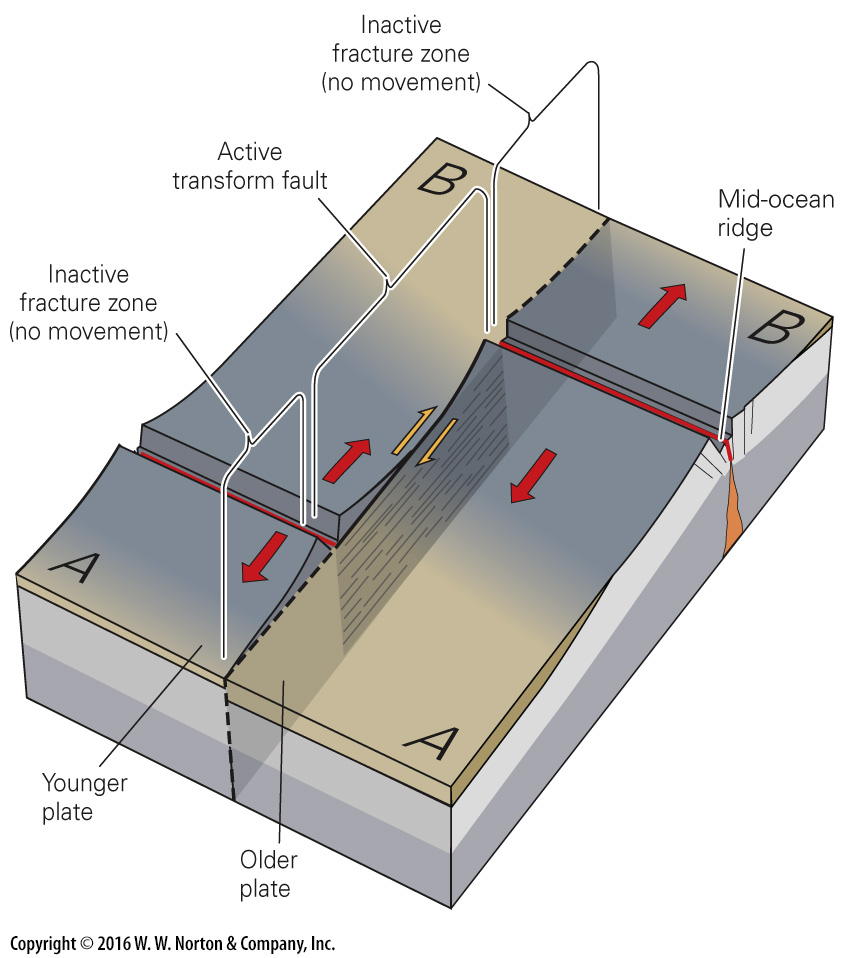 Inactive
fracture zone
(no movement)
Active
transform fault
B
Mid-ocean
ridge
Inactive
fracture zone
(no movement)
B
A
A
Younger
plate
Older
plate
Copyright © 2016 W. W. Norton & Company, Inc.